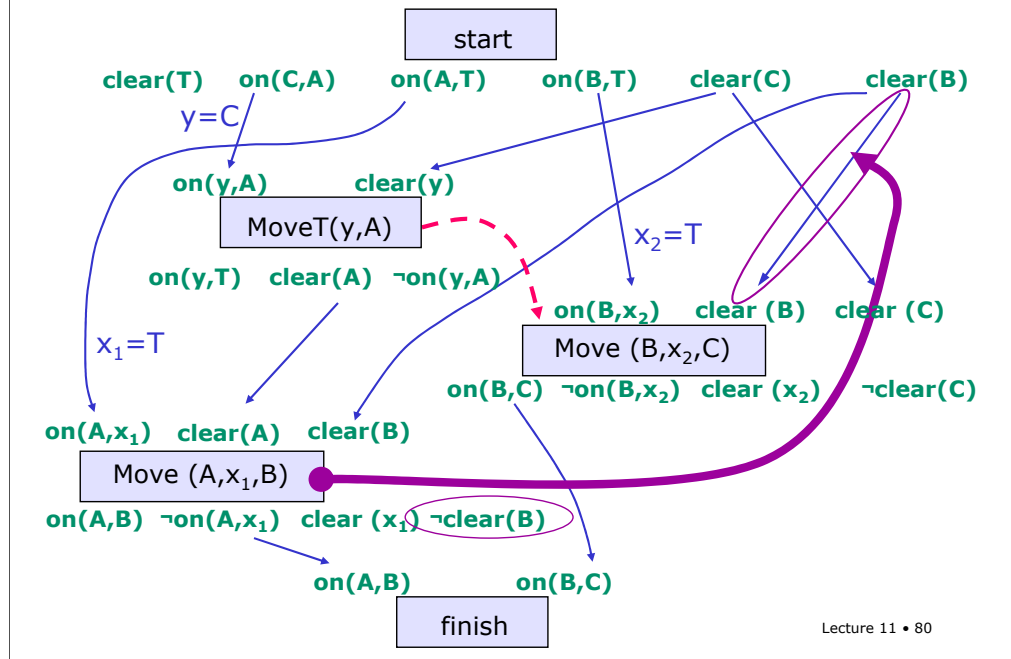 start
clear(T) on(C,A) on(A,T) on(B,T) clear(C) clear(B)
y=C
on(y,A) clear(y)
MoveT(y,A)
x₂=T
on(y,T) clear(A) ¬on(y,A)
on(B,x₂) clear (B) clear (C)
x₁=T
Move (B,x₂,C)
on(B,C) ¬on(B,x₂) clear (x₂) ¬clear(C)
on(A,x₁) clear(A) clear(B)
Move (A,x₁,B)
on(A,B) ¬on(A,x₁) clear (x₁) ¬clear(B)
on(A,B) on(B,C)
finish
Lecture 11 • 80